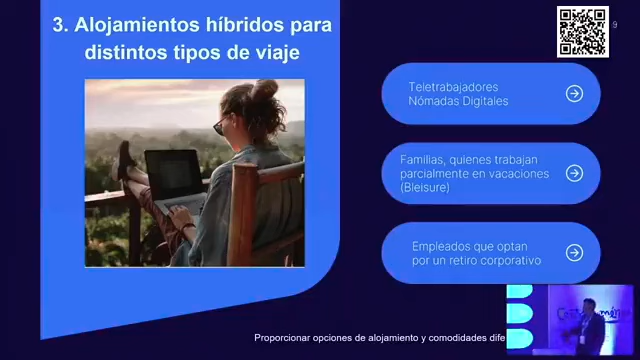 3. Alojamientos híbridos para
distintos tipos de viaje
9
Teletrabajadores
Nómadas Digitales
Familias, quienes trabajan
parcialmente en vacaciones
(Bleisure)
Empleados que optan
por un retiro corporativo
Proporcionar opciones de alojamiento y comodidades dife